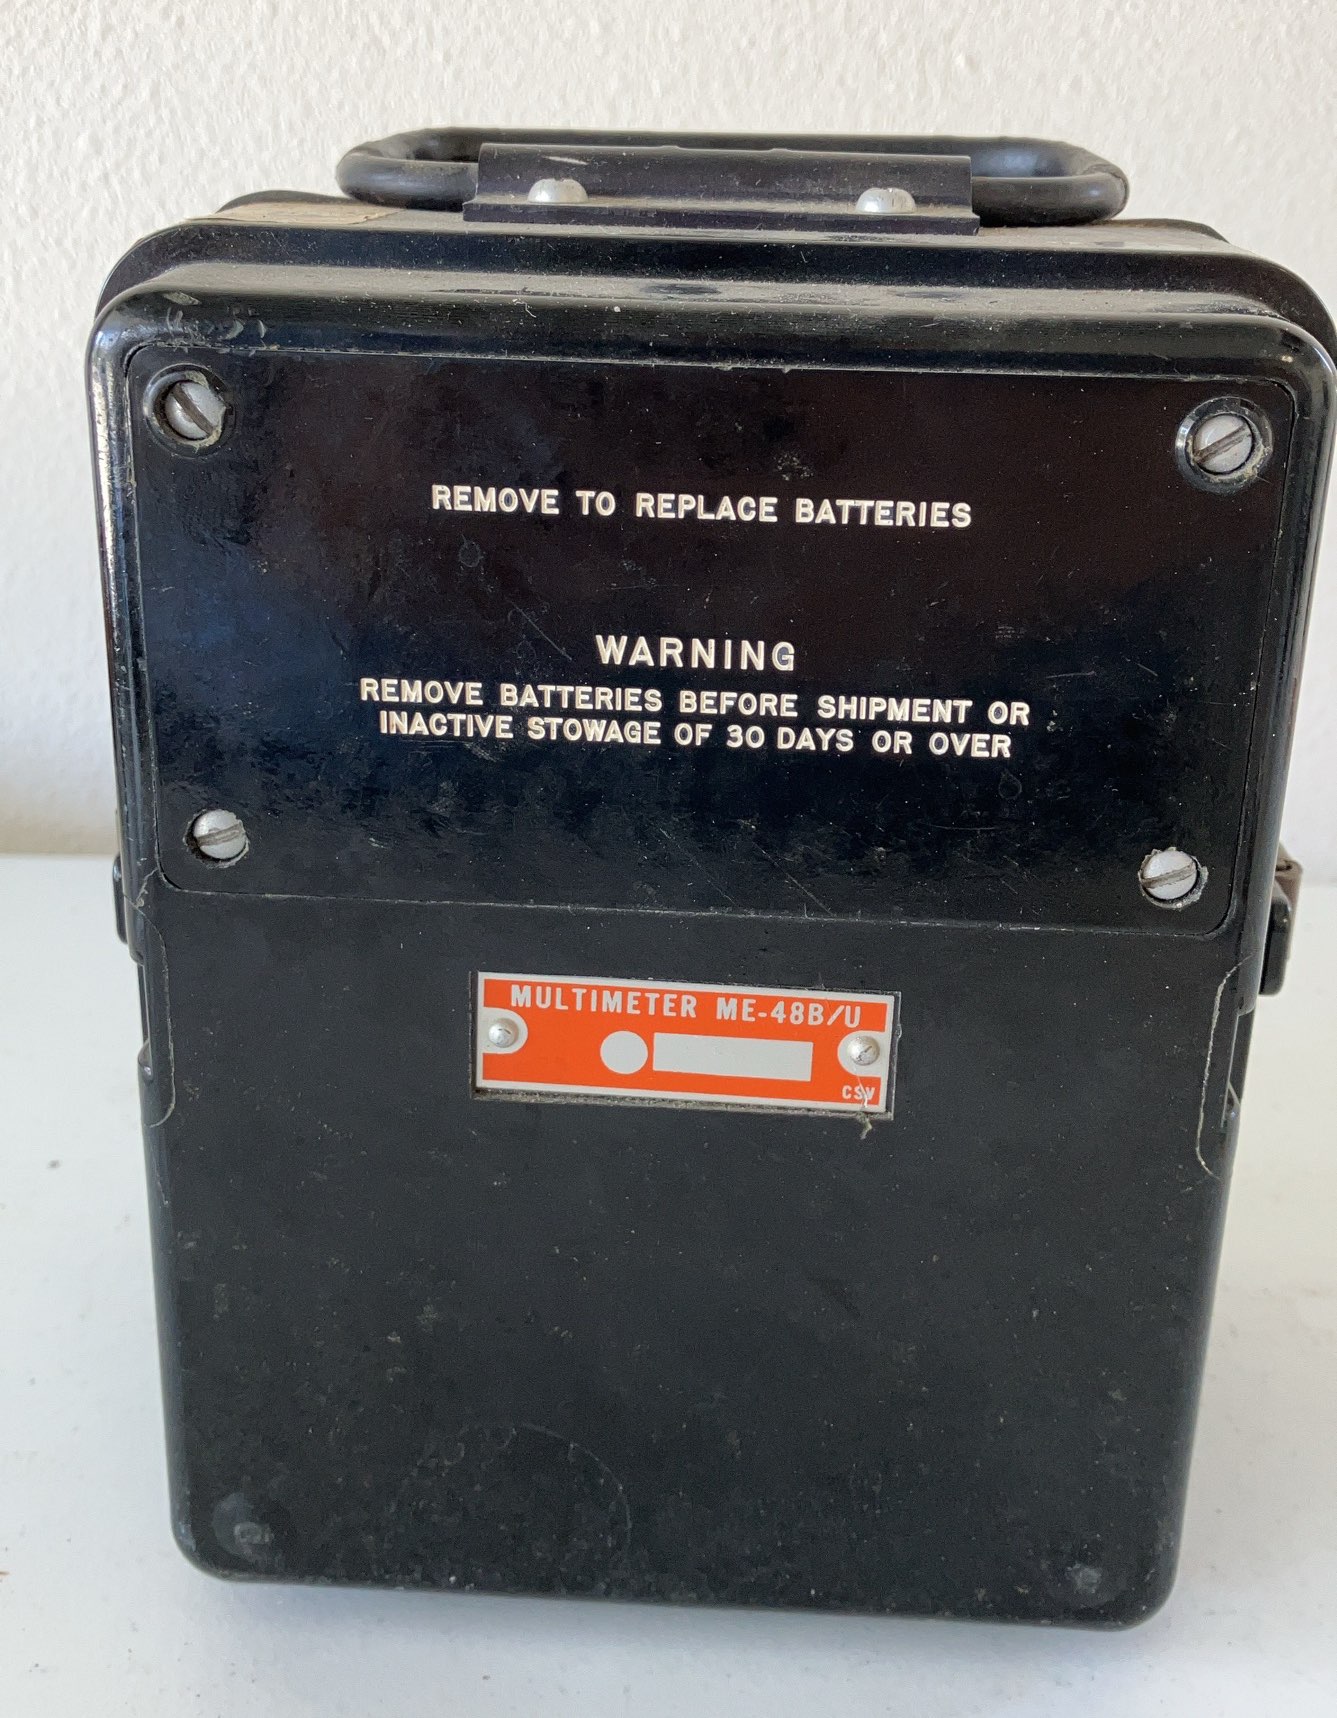 REMOVE TO REPLACE BATTERIES
WARNING
REMOVE BATTERIES BEFORE SHIPMENT OR
INACTIVE STOWAGE OF 30 DAYS OR OVER
MULTIMETER ME-48B/U
CSV